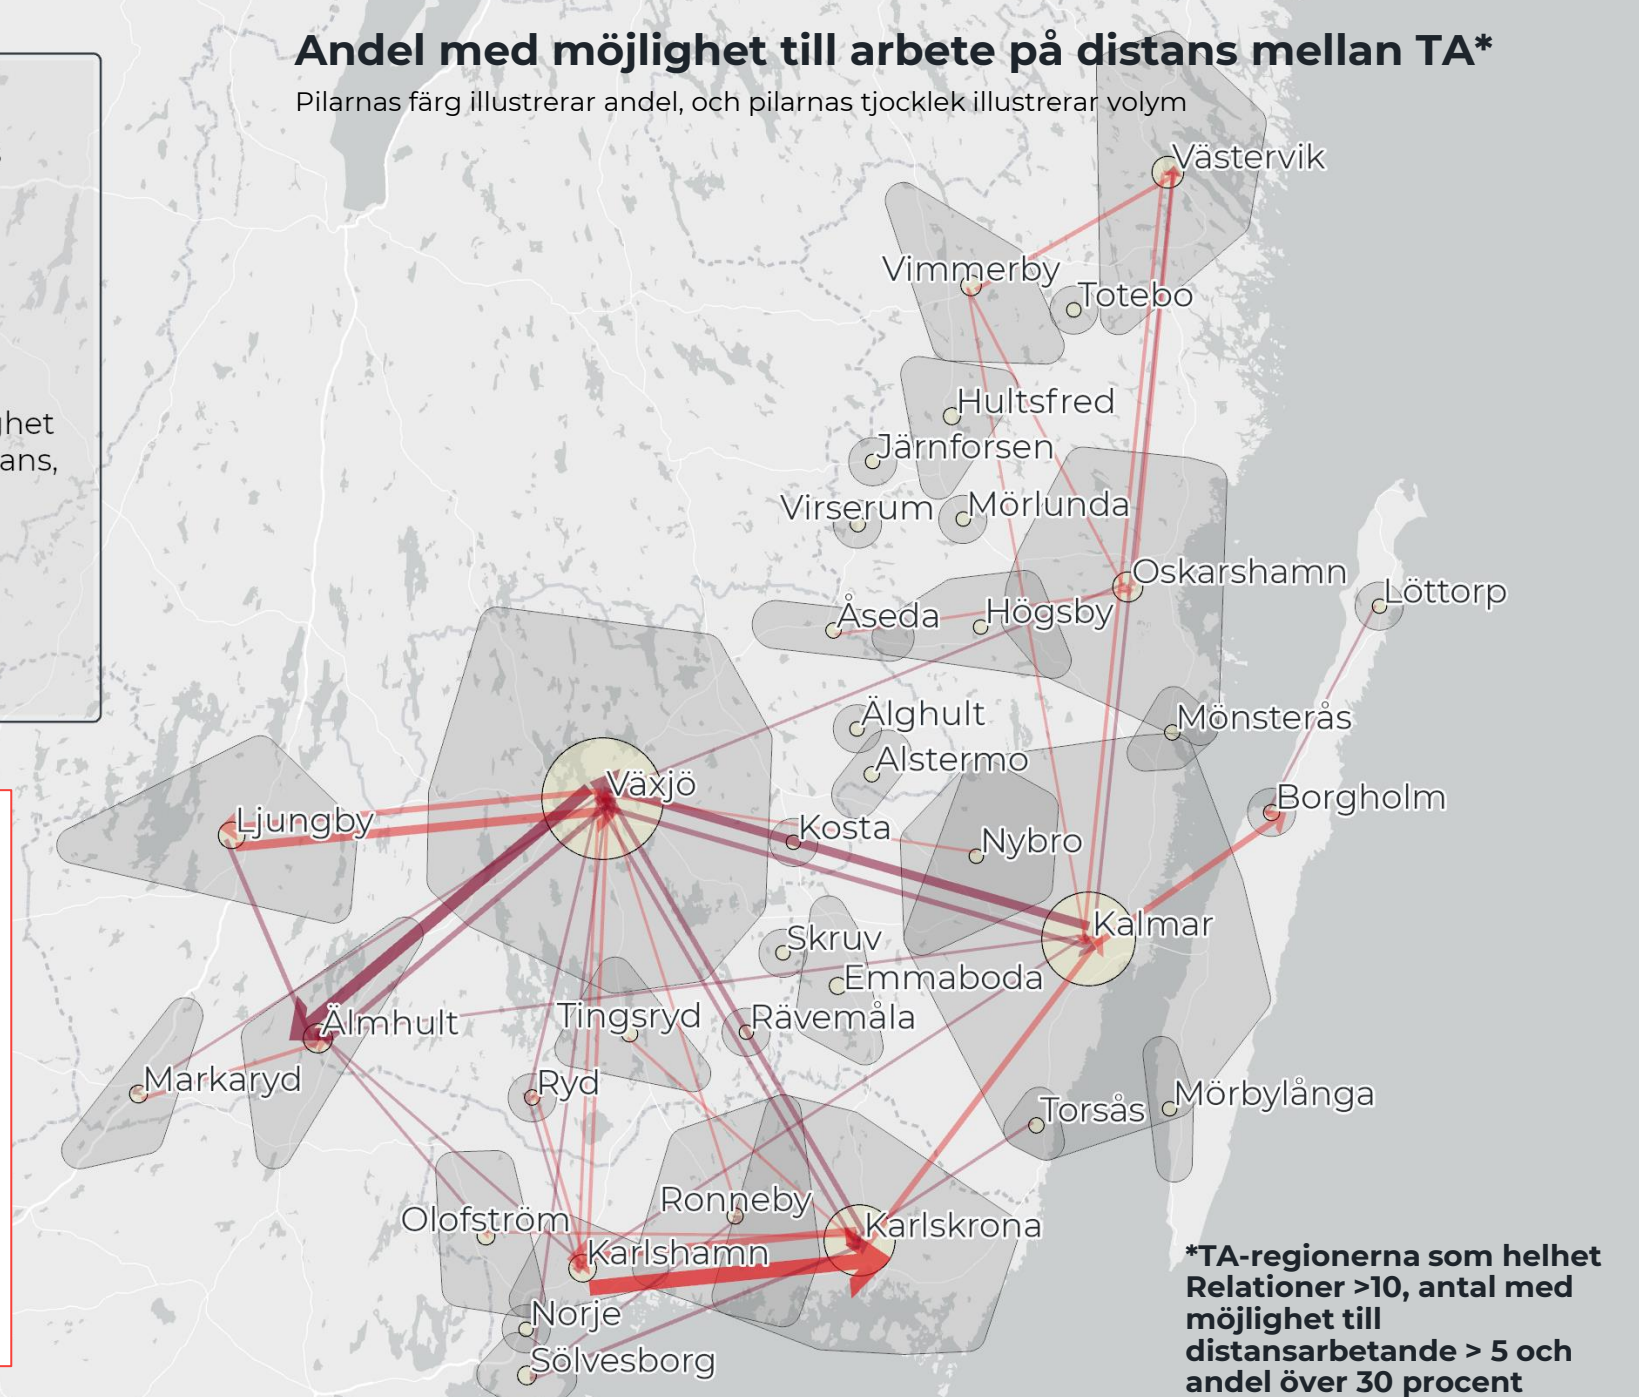 Andel med möjlighet till arbete på distans mellan TA*
Pilarnas färg illustrerar andel, och pilarnas tjocklek illustrerar volym
Västervik
Vimmerby
Totebo
Hultsfred
ghet
Järnforsen
ans,
Virserum
Mörlunda
Oskarshamn
Löttorp
Åseda
Högsby
Älghult
Mönsterås
Alstermo
Växjö
Borgholm
Ljungby
Kosta
Nybro
Kalmar
Skruv
Emmaboda
Älmhult
Tingsryd
Rävemåla
Markaryd
Ryd
Mörbylånga
Torsås
Ronneby
Olofström
Karlskrona
Karlshamn
Norje
Sölvesborg
*TA-regionerna som helhet
Relationer >10, antal med
möjlighet till
distansarbetande > 5 och
andel över 30 procent